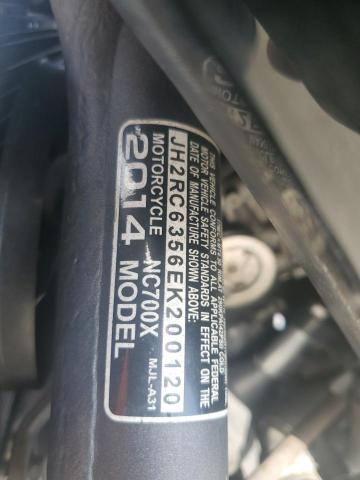 THIS VEHICLE CONFORMS TO ALL APPLICABLE FEDERAL
MOTOR VEHICLE SAFETY STANDARDS IN EFFECT ON THE
DATE OF MANUFACTURE SHOWN ABOVE:
JH2RC6356EK200120
MOTORCYCLE NC700X MJL-A31
2014 MODEL